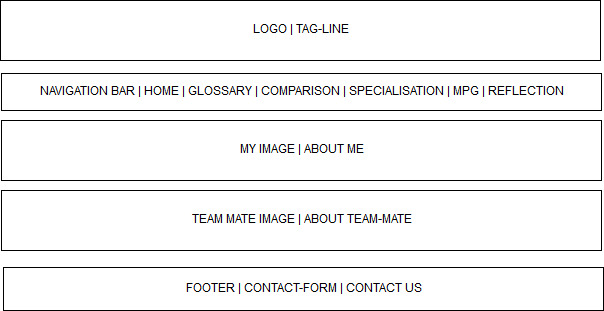 LOGO | TAG-LINE
NAVIGATION BAR | HOME | GLOSSARY | COMPARISON | SPECIALISATION | MPG | REFLECTION
MY IMAGE | ABOUT ME
TEAM MATE IMAGE | ABOUT TEAM-MATE
FOOTER | CONTACT-FORM | CONTACT US